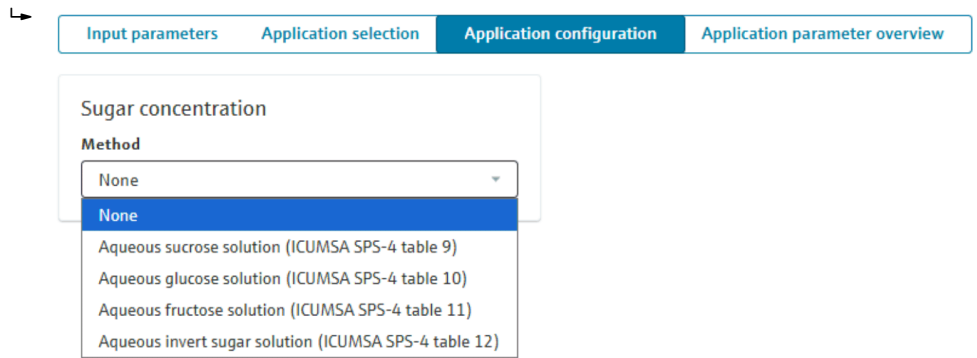 Input parameters Application selection Application configuration Application parameter overview
Sugar concentration
Method
None
None
Aqueous sucrose solution (ICUMSA SPS-4 table 9)
Aqueous glucose solution (ICUMSA SPS-4 table 10)
Aqueous fructose solution (ICUMSA SPS-4 table 11)
Aqueous invert sugar solution (ICUMSA SPS-4 table 12)